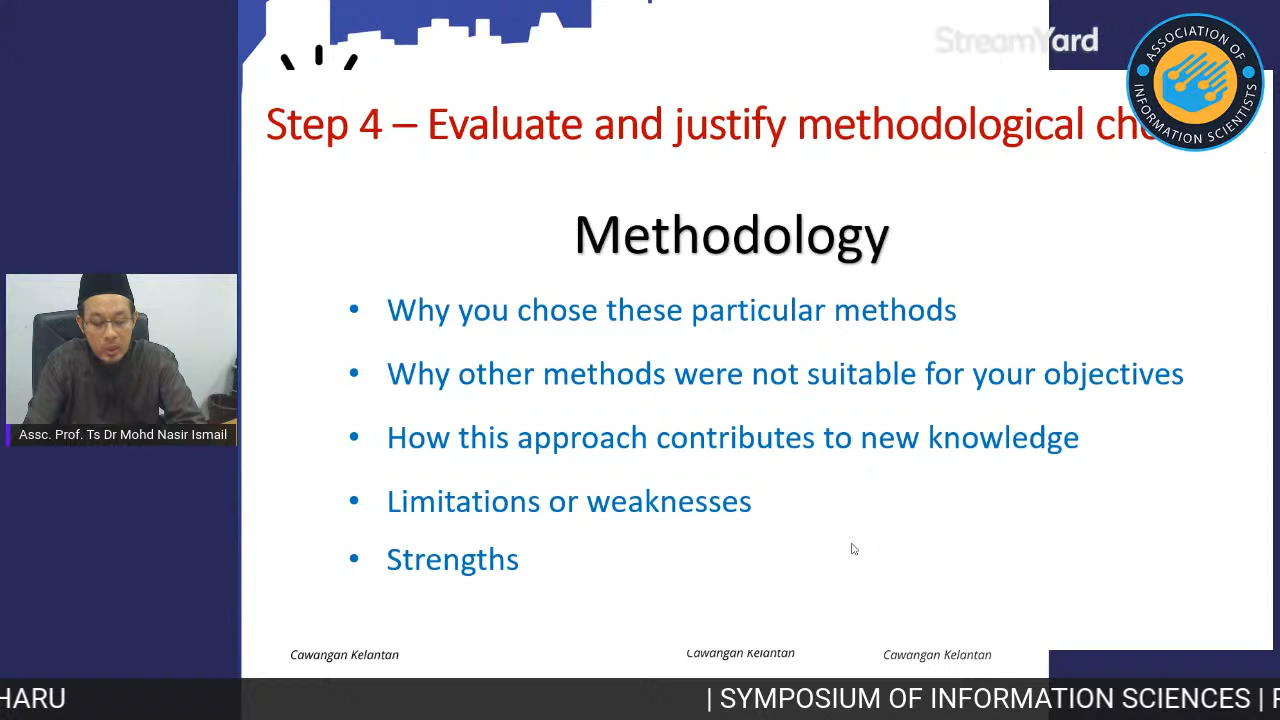 StreamYard
ASSOCIATION OF
INFORMATION SCIENTISTS
Step 4 – Evaluate and justify methodological
Methodology
• Why you chose these particular methods
• Why other methods were not suitable for your objectives
• How this approach contributes to new knowledge
• Limitations or weaknesses
• Strengths
Assc. Prof. Ts Dr Mohd Nasir Ismail
Cawangan Kelantan
Cawangan Kelantan
Cawangan Kelantan
HARU
| SYMPOSIUM OF INFORMATION SCIENCES |